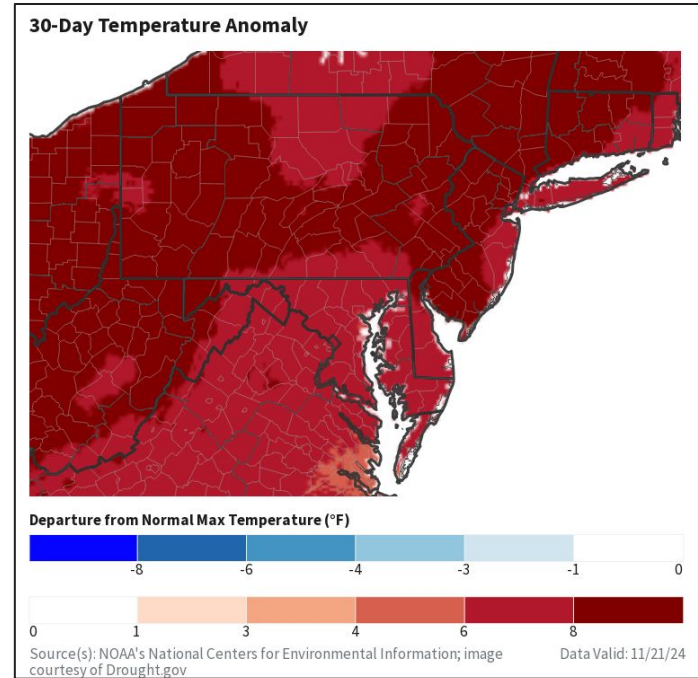 30-Day Temperature Anomaly
Departure from Normal Max Temperature (°F)
-8 -6 -4 -3 -1 0
0 1 3 4 6 8
Source(s): NOAA's National Centers for Environmental Information; image
courtesy of Drought.gov
Data Valid: 11/21/24